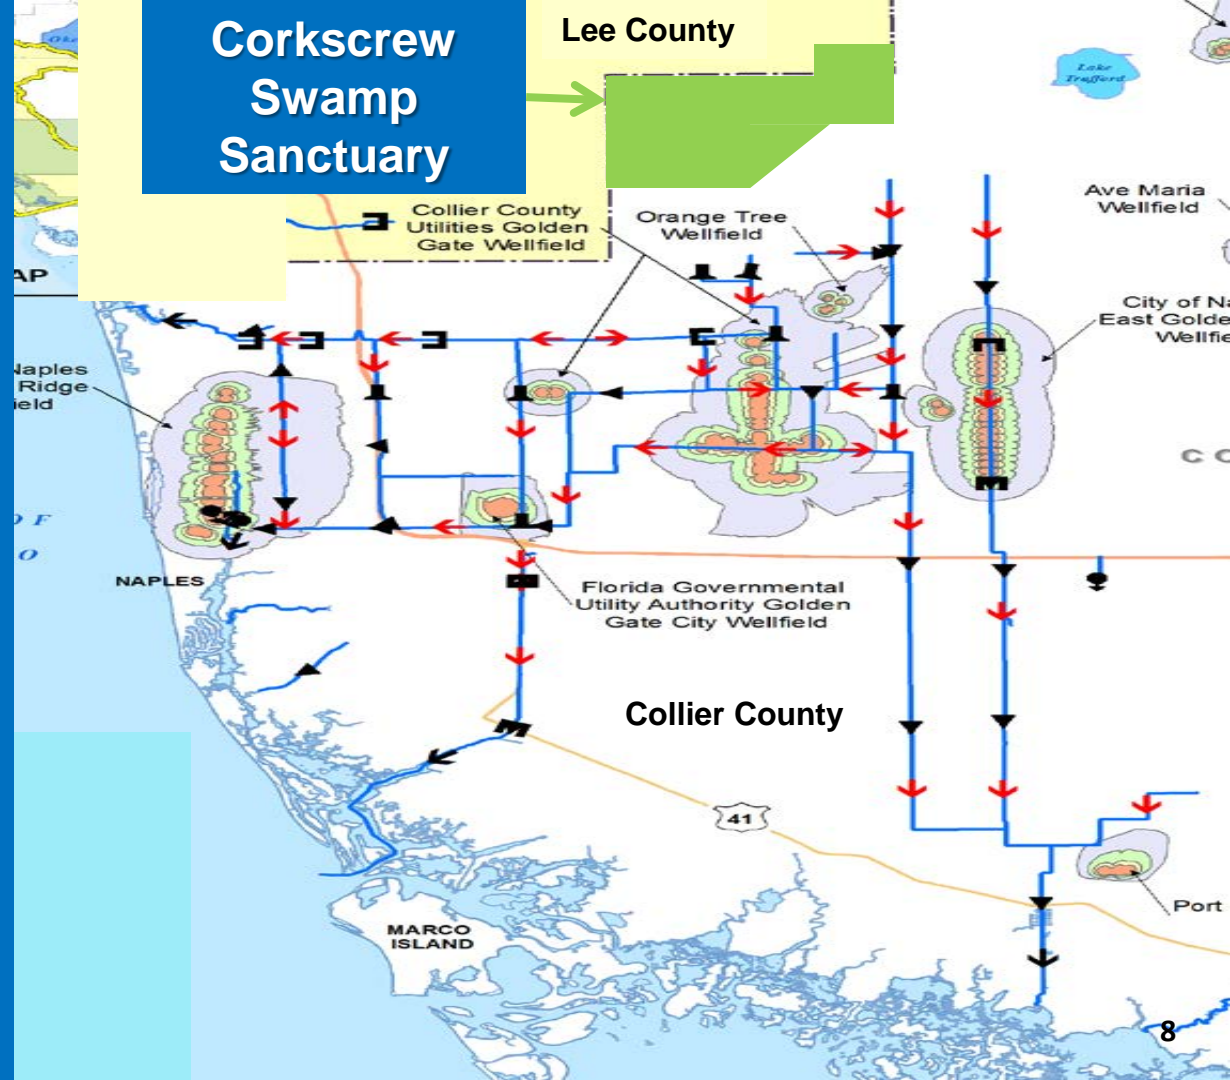 Corkscrew
Swamp
Sanctuary
Lee County
Lake
Trafford
Collier County
Utilities Golden
Gate Wellfield
Orange Tree
Wellfield
Ave Maria
Wellfield
AP
City of Na
East Golde
Wellfie
Naples
Ridge
ield
C O
O F
O
NAPLES
Florida Governmental
Utility Authority Golden
Gate City Wellfield
Collier County
41
Port
MARCO
ISLAND
8